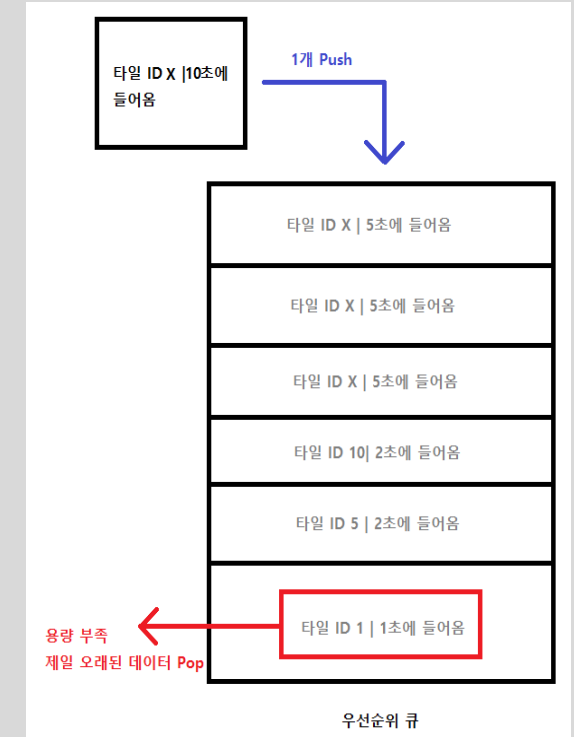 타일 ID X |10초에
들어옴
1개 Push
타일 ID X | 5초에 들어옴
타일 ID X | 5초에 들어옴
타일 ID X | 5초에 들어옴
타일 ID 10| 2초에 들어옴
타일 ID 5 | 2초에 들어옴
타일 ID 1 | 1초에 들어옴
용량 부족
제일 오래된 데이터 Pop
우선순위 큐